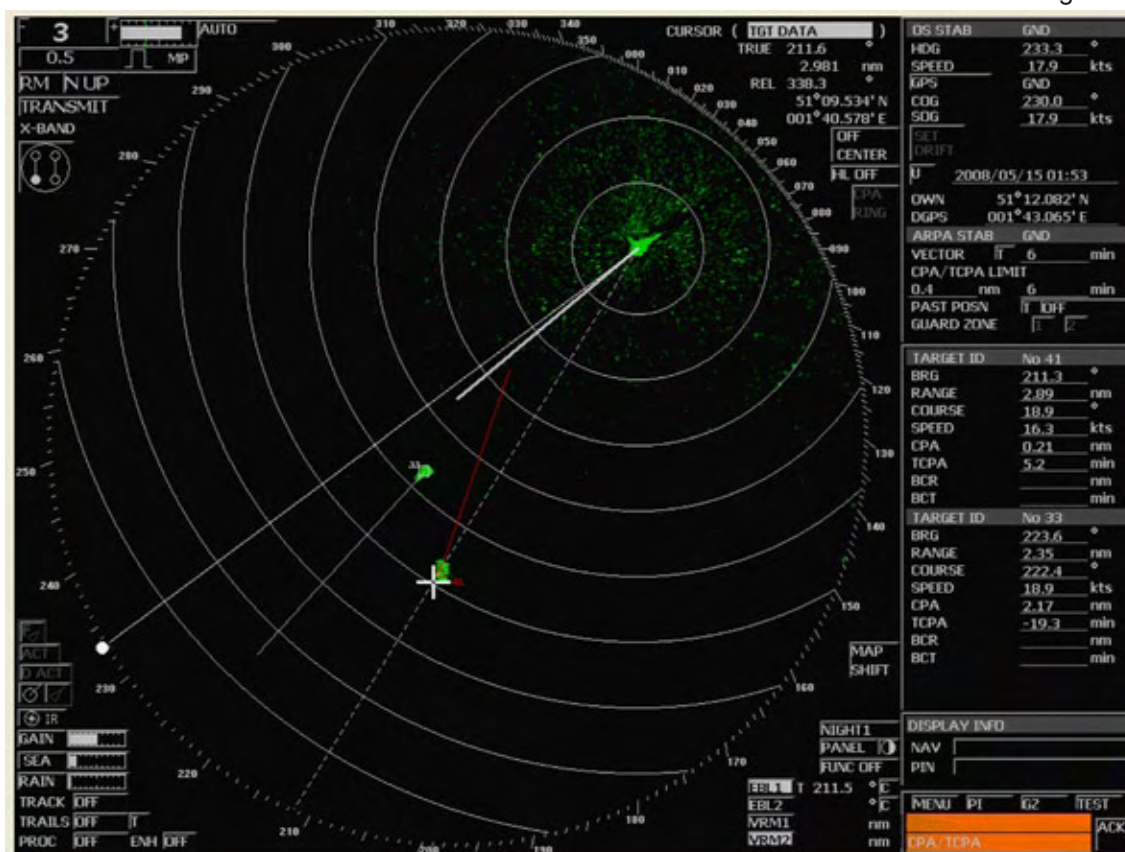 g
3
AUTO
0.5 MP
RM N UP
TRANSMIT
X-BAND
CURSOR ( TGT DATA )
TRUE 211.6 °
2.981 nm
REL 338.3 °
51°09.534'N
001°40.578'E
OFF
CENTER
HL OFF
CPA
RING
310 320 330 340 350 000 010 020 030 040 050 060 070 080 090 100 110 120 130 140 150 160 170 180 190 200 210 220 230 240 250 260 270 280 290 300
33
ACT
ACT
IR
GAIN
SEA
RAIN
TRACK OFF
TRAILS OFF T
PROC OFF ENH OFF
MAP
SHIFT
NIGHT1
PANEL
FUNC OFF
EBL1 T 211.5 ° C
EBL2 ° C
VRM1 nm
VRM2 nm
OS STAB GND
HDG 233.3 °
SPEED 17.9 kts
GPS GND
COG 230.0 °
SOG 17.9 kts
SET
DRIFT
U 2008/05/15 01:53
OWN 51°12.082'N
DGPS 001°43.065'E
ARPA STAB GND
VECTOR T 6 min
CPA/TCPA LIMIT
0.4 nm 6 min
PAST POSN T OFF
GUARD ZONE 1 2
TARGET ID No 41
BRG 211.3 °
RANGE 2.89 nm
COURSE 18.9 °
SPEED 16.3 kts
CPA 0.21 nm
TCPA 5.2 min
BCR nm
BCT min
TARGET ID No 33
BRG 223.6 °
RANGE 2.35 nm
COURSE 222.4 °
SPEED 18.9 kts
CPA 2.17 nm
TCPA -19.3 min
BCR nm
BCT min
DISPLAY INFO
NAV
PIN
MENU PI G2 TEST
ACK
CPA/TCPA